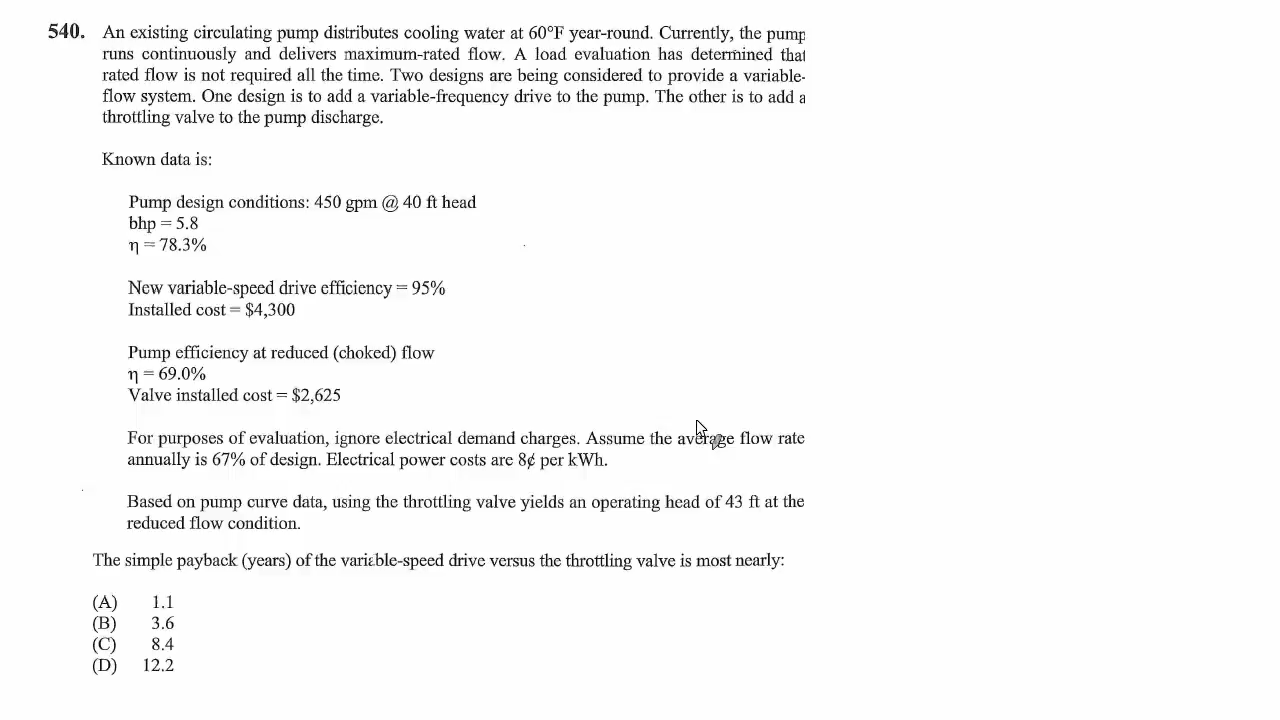 540. An existing circulating pump distributes cooling water at 60°F year-round. Currently, the pump
runs continuously and delivers maximum-rated flow. A load evaluation has determined that
rated flow is not required all the time. Two designs are being considered to provide a variable-
flow system. One design is to add a variable-frequency drive to the pump. The other is to add a
throttling valve to the pump discharge.
Known data is:
Pump design conditions: 450 gpm @ 40 ft head
bhp = 5.8
η = 78.3%
New variable-speed drive efficiency = 95%
Installed cost = $4,300
Pump efficiency at reduced (choked) flow
η = 69.0%
Valve installed cost = $2,625
For purposes of evaluation, ignore electrical demand charges. Assume the average flow rate
annually is 67% of design. Electrical power costs are 8¢ per kWh.
Based on pump curve data, using the throttling valve yields an operating head of 43 ft at the
reduced flow condition.
The simple payback (years) of the variable-speed drive versus the throttling valve is most nearly:
(A) 1.1
(B) 3.6
(C) 8.4
(D) 12.2